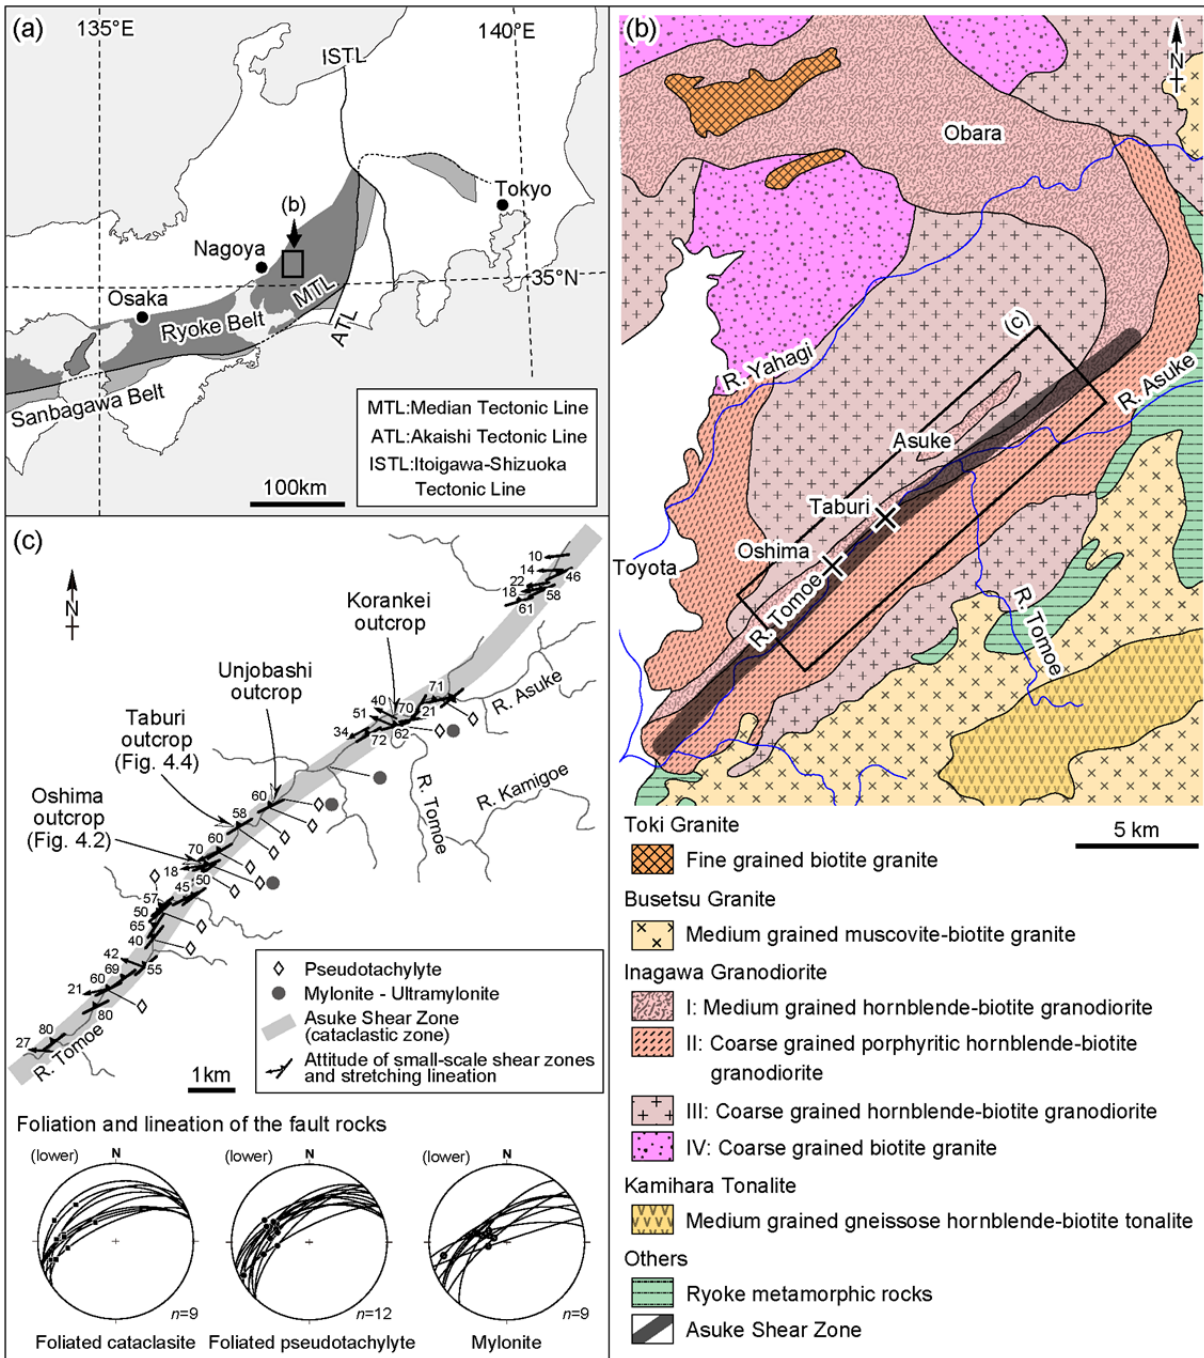 (a)
135°E
140°E
ISTL
Tokyo
(b)
Nagoya
35°N
MTL
Osaka
ATL
Ryoke Belt
Sanbagawa Belt
MTL:Median Tectonic Line
ATL:Akaishi Tectonic Line
ISTL:Itoigawa-Shizuoka
Tectonic Line
100km
(b)
N
Obara
(c)
R. Yahagi
R. Asuke
Asuke
Taburi
Oshima
Toyota
R. Tomoe
R. Tomoe
5 km
Toki Granite
Fine grained biotite granite
Busetsu Granite
Medium grained muscovite-biotite granite
Inagawa Granodiorite
I: Medium grained hornblende-biotite granodiorite
II: Coarse grained porphyritic hornblende-biotite
granodiorite
III: Coarse grained hornblende-biotite granodiorite
IV: Coarse grained biotite granite
Kamihara Tonalite
Medium grained gneissose hornblende-biotite tonalite
Others
Ryoke metamorphic rocks
Asuke Shear Zone
(c)
N
10
14
46
22
18
58
61
Korankei
outcrop
Unjobashi
outcrop
71
40
70
21
51
R. Asuke
34
72
62
Taburi
outcrop
(Fig. 4.4)
R. Tomoe
R. Kamigoe
60
58
Oshima
outcrop
(Fig. 4.2)
70
60
18
45
50
57
50
65
40
42
69
55
60
21
80
80
27
R. Tomoe
Pseudotachylyte
Mylonite - Ultramylonite
Asuke Shear Zone
(cataclastic zone)
Attitude of small-scale shear zones
and stretching lineation
1km
Foliation and lineation of the fault rocks
(lower)
N
(lower)
N
(lower)
N
n=9
n=12
n=9
Foliated cataclasite
Foliated pseudotachylyte
Mylonite